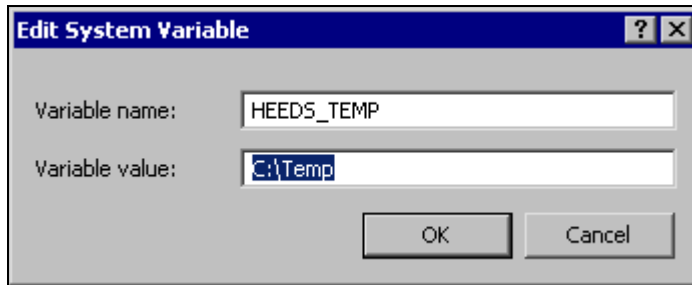 Edit System Variable
Variable name: HEEDS_TEMP
Variable value: C:\Temp
OK Cancel